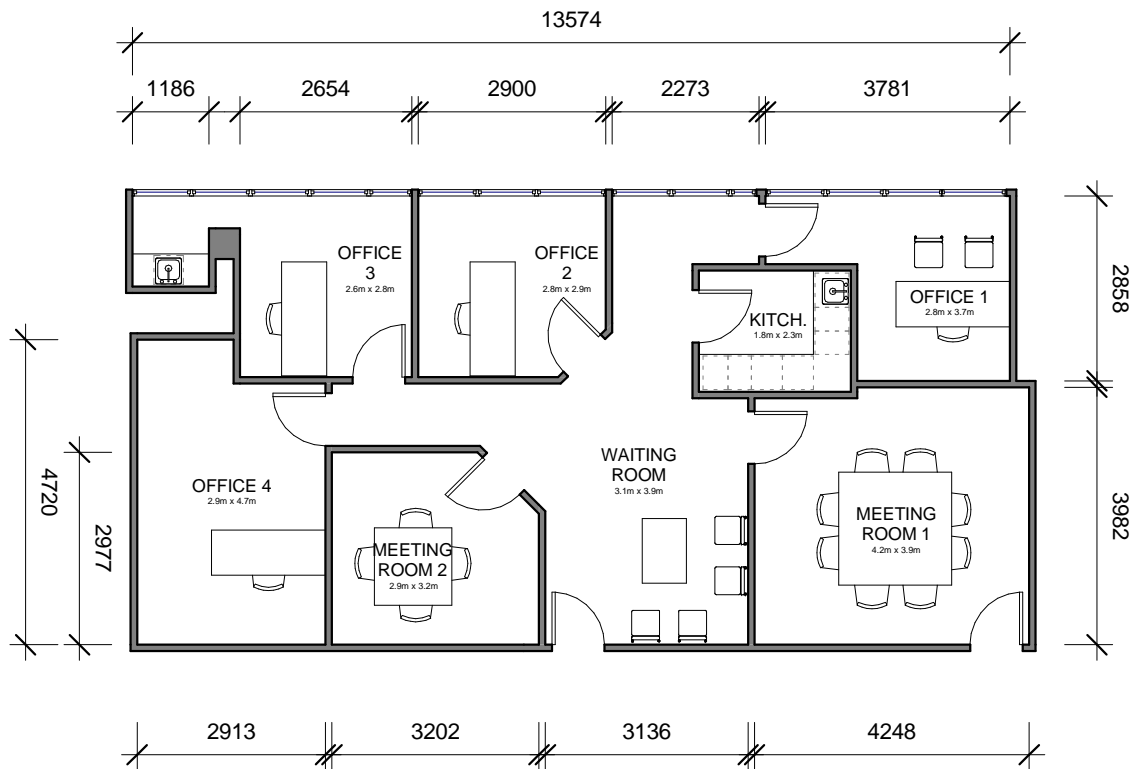 13574
1186
2654
2900
2273
3781
OFFICE
3
2.6m x 2.8m
OFFICE
2
2.8m x 2.9m
KITCH.
1.8m x 2.3m
OFFICE 1
2.8m x 3.7m
2858
4720
2977
OFFICE 4
2.9m x 4.7m
MEETING
ROOM 2
2.9m x 3.2m
WAITING
ROOM
3.1m x 3.9m
MEETING
ROOM 1
4.2m x 3.9m
3982
2913
3202
3136
4248